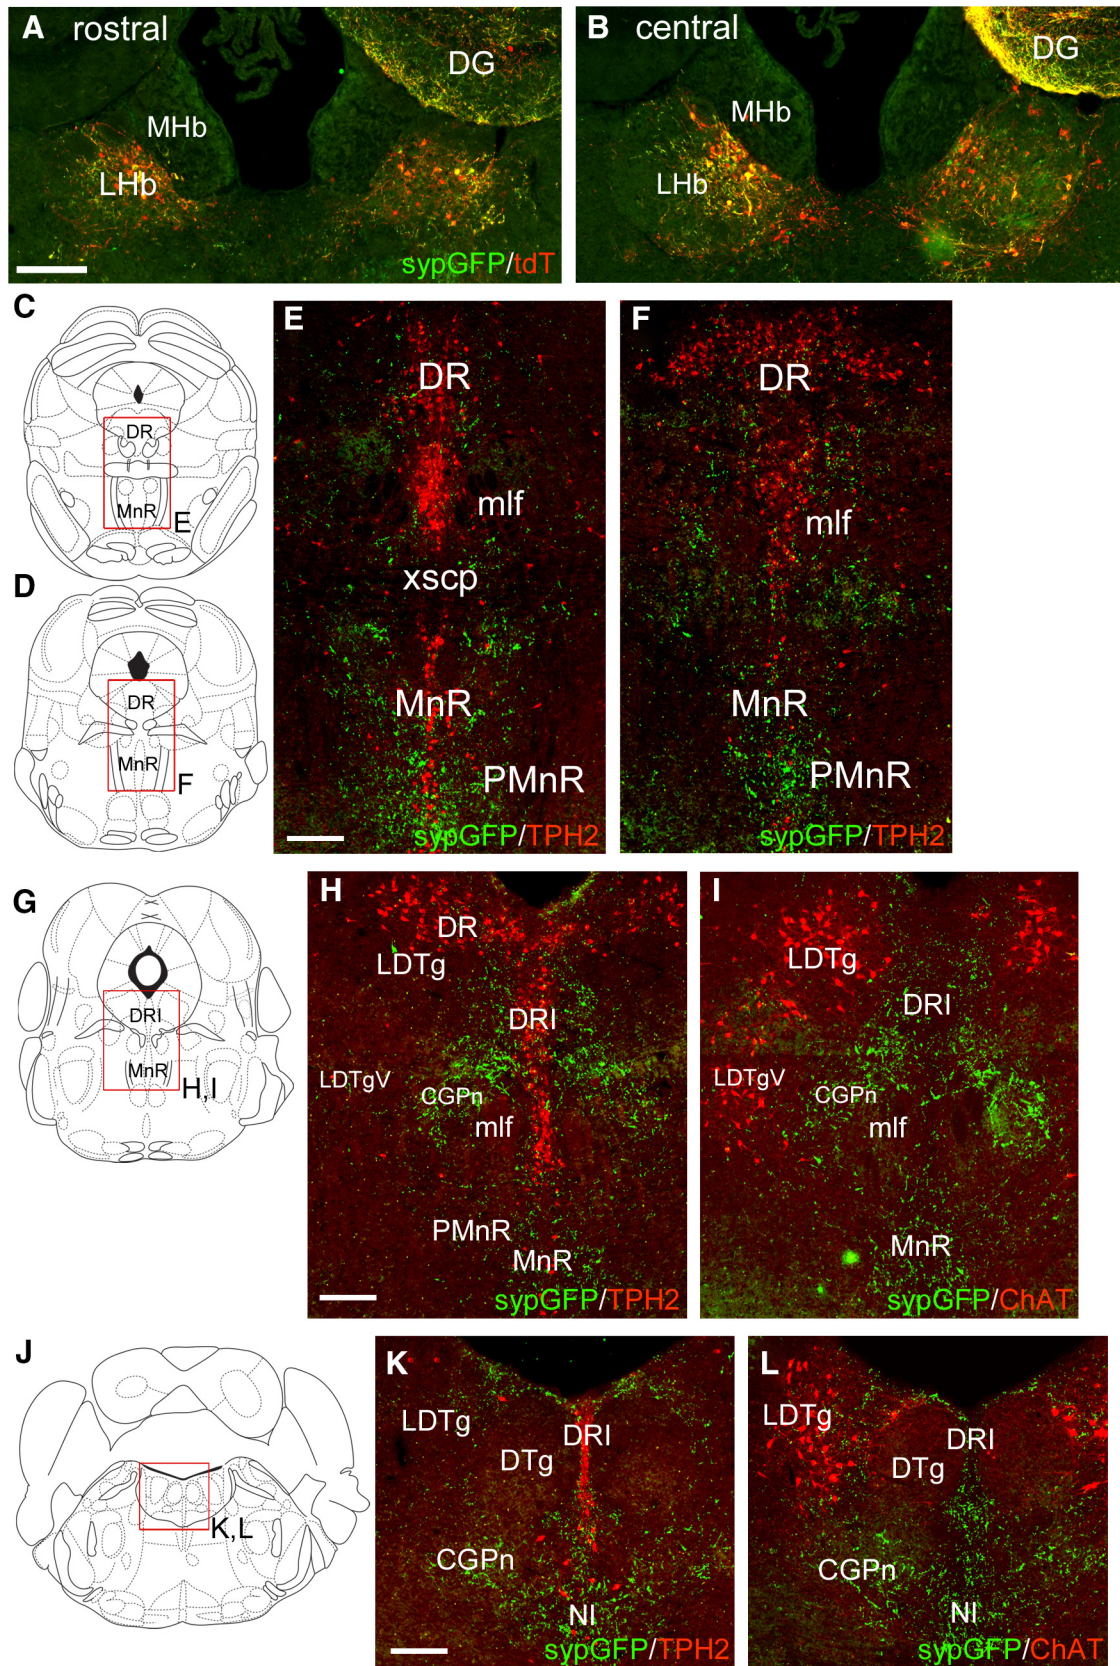 A rostral
DG
MHb
LHb
sypGFP/tdT
B central
DG
MHb
LHb
C
DR
MnR
E
D
DR
MnR
F
E
DR
mlf
xscp
MnR
PMnR
sypGFP/TPH2
F
DR
mlf
MnR
PMnR
sypGFP/TPH2
G
DRI
MnR
H,I
H
DR
LDTg
DRI
LDTgV
CGPn
mlf
PMnR
MnR
sypGFP/TPH2
I
LDTg
DRI
LDTgV
CGPn
mlf
MnR
sypGFP/ChAT
J
K,L
K
LDTg
DRI
DTg
CGPn
NI
sypGFP/TPH2
L
LDTg
DRI
DTg
CGPn
NI
sypGFP/ChAT